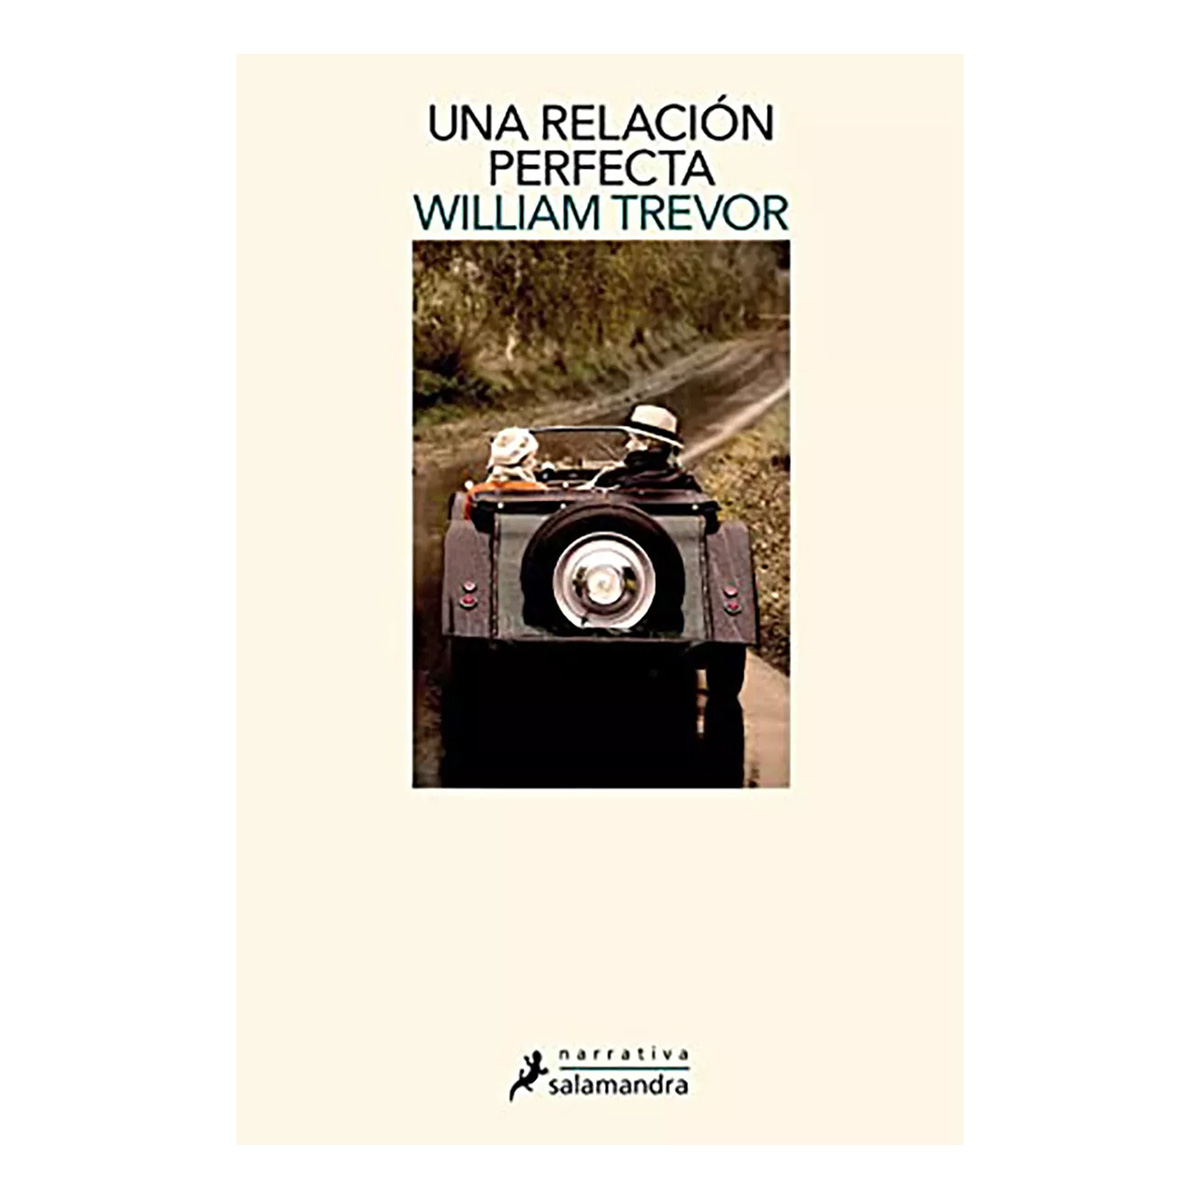 UNA RELACIÓN
PERFECTA
WILLIAM TREVOR
narrativa
salamandra